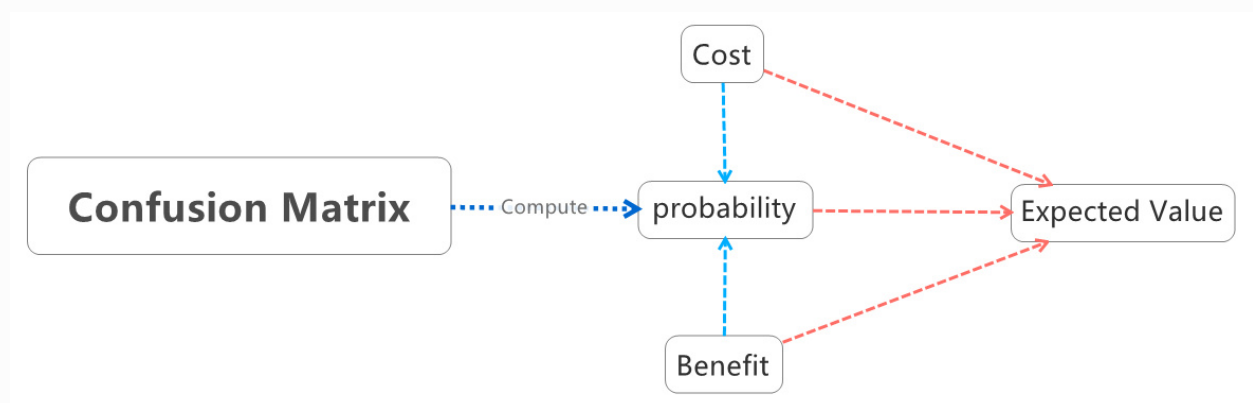 Cost
Confusion Matrix
Compute
probability
Expected Value
Benefit